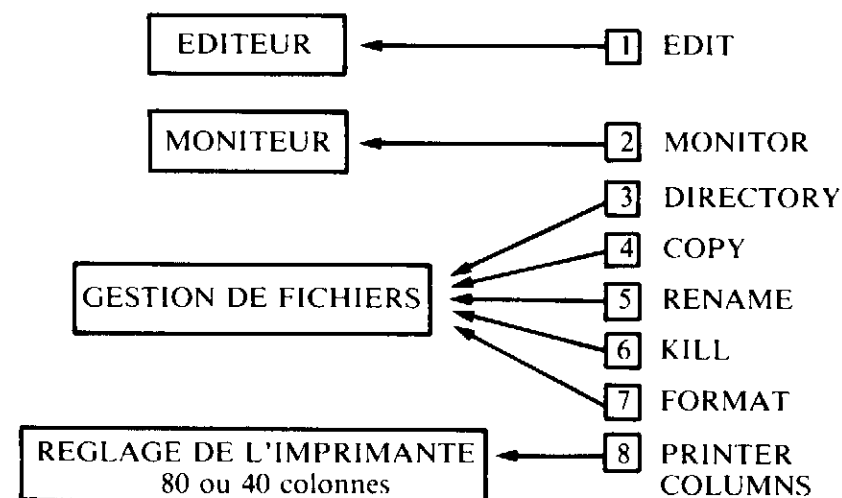 EDITEUR 1 EDIT
MONITEUR 2 MONITOR
3 DIRECTORY
4 COPY
GESTION DE FICHIERS 5 RENAME
6 KILL
7 FORMAT
REGLAGE DE L'IMPRIMANTE 8 PRINTER
80 ou 40 colonnes COLUMNS